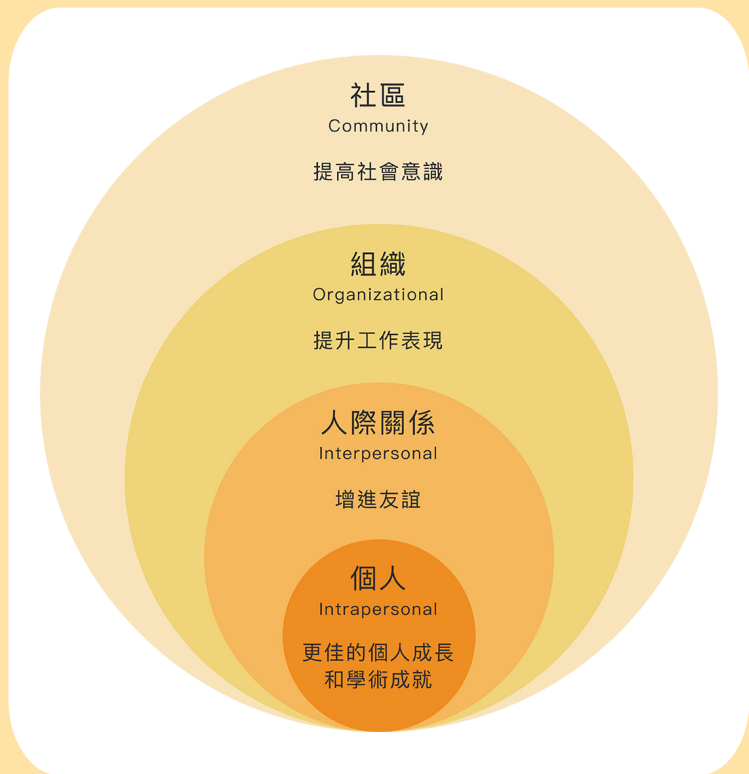 社區
Community
提高社會意識
組織
Organizational
提升工作表現
人際關係
Interpersonal
增進友誼
個人
Intrapersonal
更佳的個人成長
和學術成就